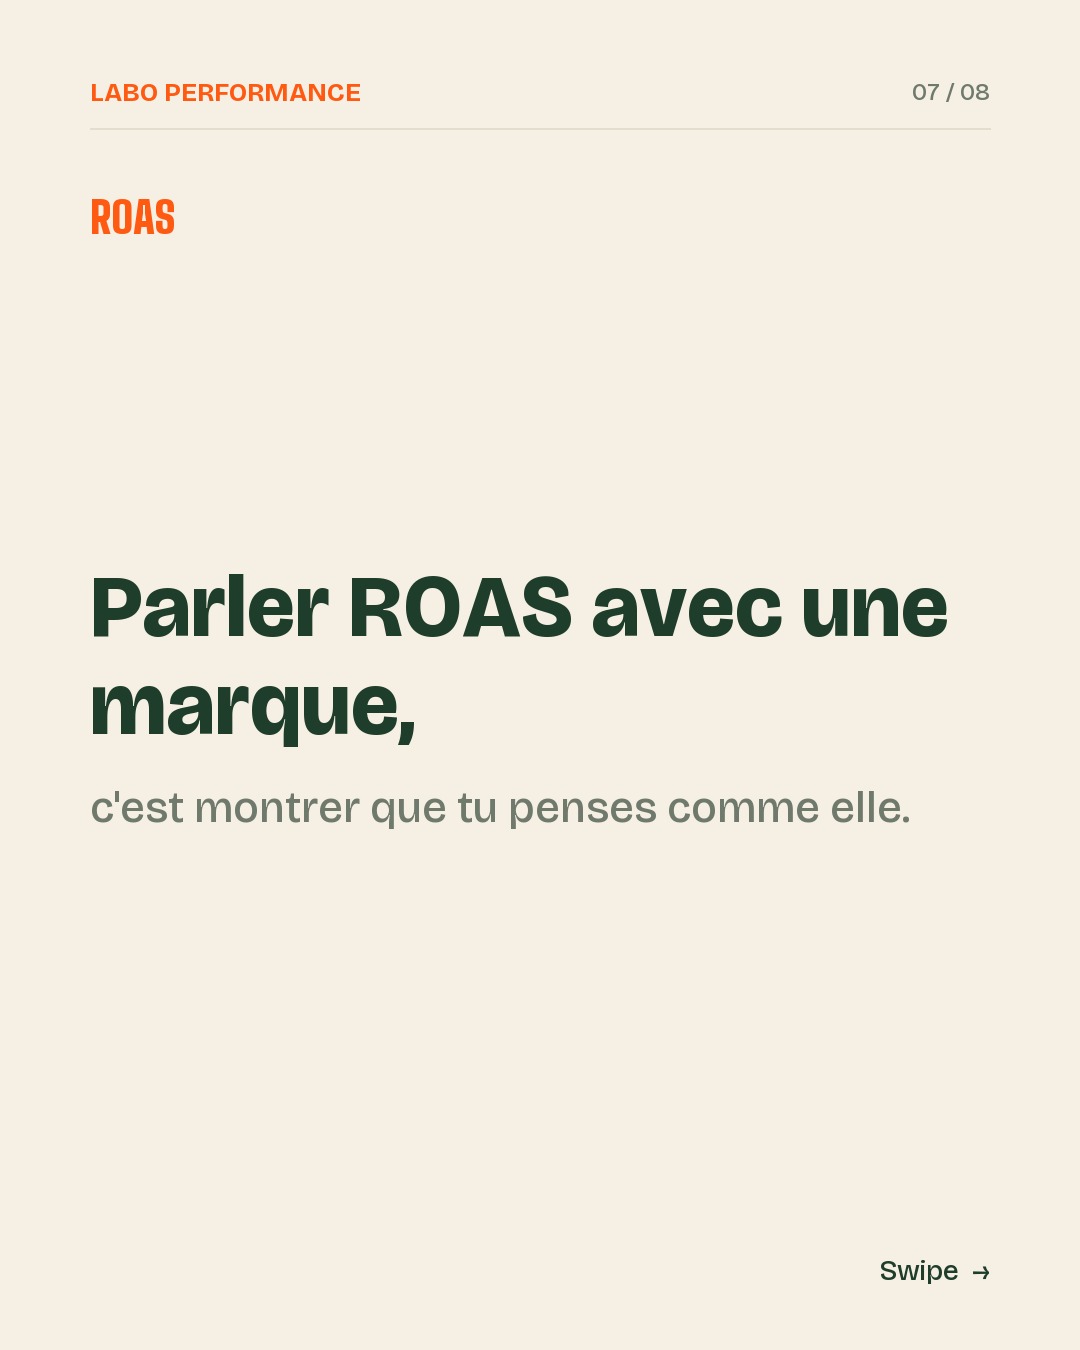 LABO PERFORMANCE
07 / 08
ROAS
Parler ROAS avec une
marque,
c'est montrer que tu penses comme elle.
Swipe →